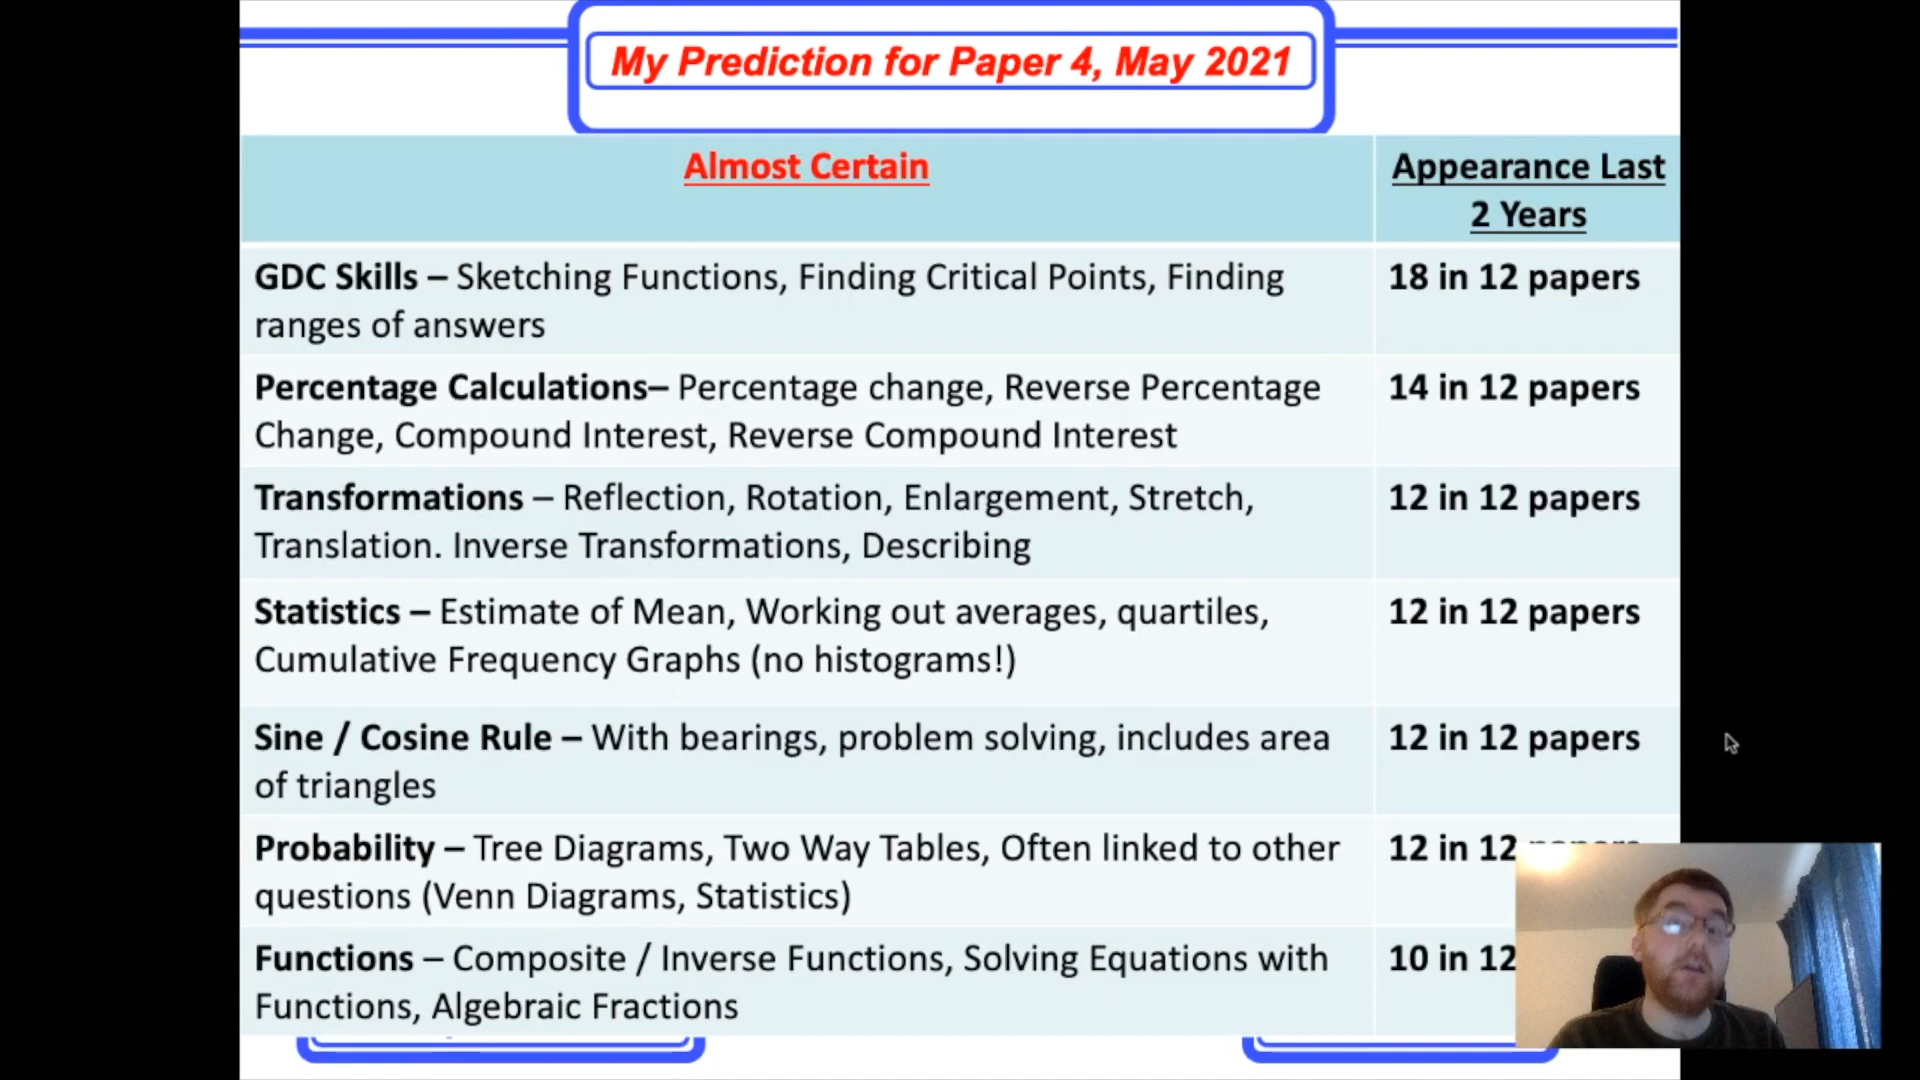 My Prediction for Paper 4, May 2021
Almost Certain
Appearance Last
2 Years
GDC Skills – Sketching Functions, Finding Critical Points, Finding
ranges of answers
18 in 12 papers
Percentage Calculations– Percentage change, Reverse Percentage
Change, Compound Interest, Reverse Compound Interest
14 in 12 papers
Transformations – Reflection, Rotation, Enlargement, Stretch,
Translation. Inverse Transformations, Describing
12 in 12 papers
Statistics – Estimate of Mean, Working out averages, quartiles,
Cumulative Frequency Graphs (no histograms!)
12 in 12 papers
Sine / Cosine Rule – With bearings, problem solving, includes area
of triangles
12 in 12 papers
Probability – Tree Diagrams, Two Way Tables, Often linked to other
questions (Venn Diagrams, Statistics)
12 in 12
Functions – Composite / Inverse Functions, Solving Equations with
Functions, Algebraic Fractions
10 in 12